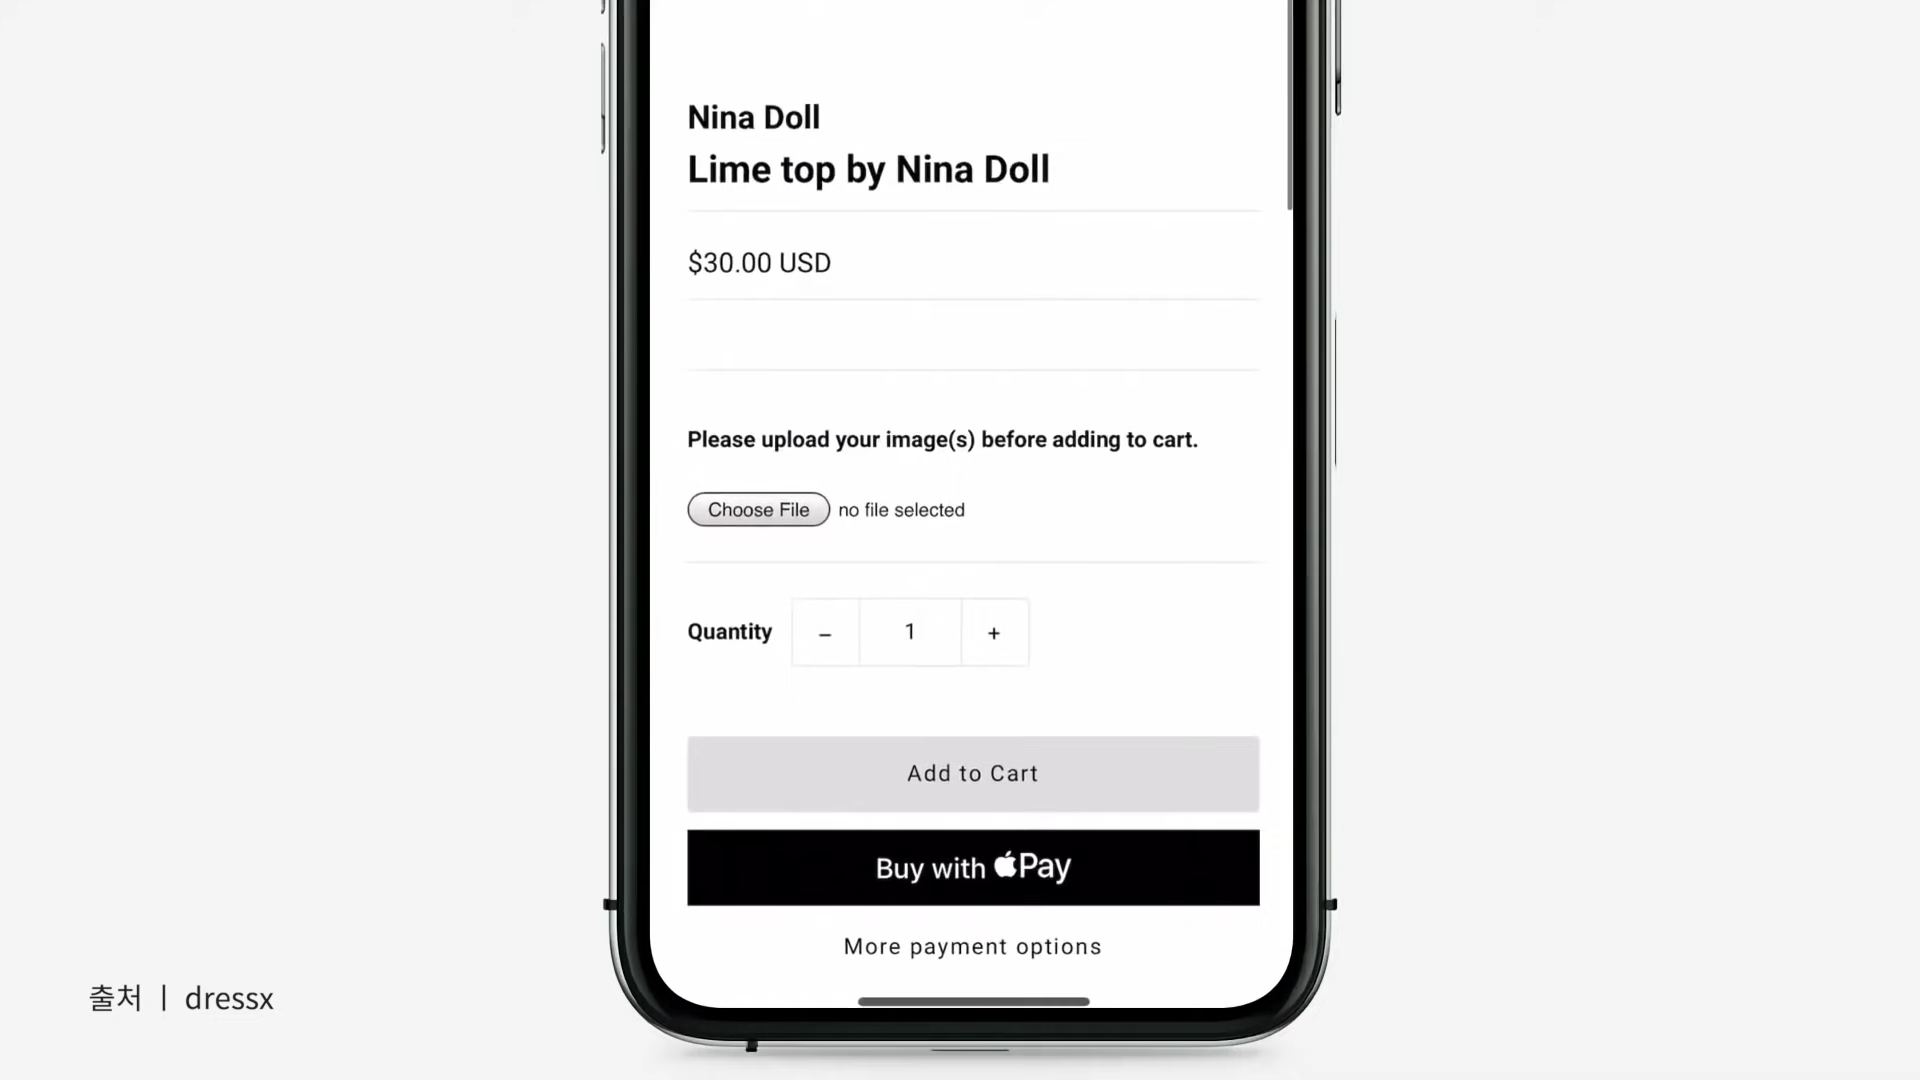 Nina Doll
Lime top by Nina Doll
$30.00 USD
Please upload your image(s) before adding to cart.
Choose File no file selected
Quantity – 1 +
Add to Cart
Buy with Pay
More payment options
출처 | dressx